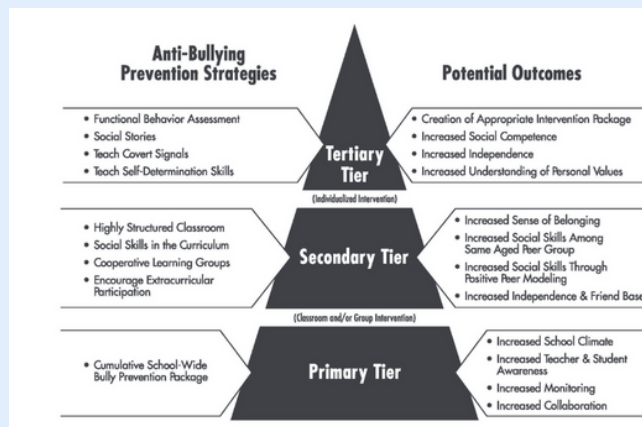 Anti-Bullying
Prevention Strategies
Potential Outcomes
• Functional Behavior Assessment
• Social Stories
• Teach Covert Signals
• Teach Self-Determination Skills
Tertiary
Tier
• Creation of Appropriate Intervention Package
• Increased Social Competence
• Increased Independence
• Increased Understanding of Personal Values
(Individualized Intervention)
• Highly Structured Classroom
• Social Skills in the Curriculum
• Cooperative Learning Groups
• Encourage Extracurricular
Participation
Secondary Tier
• Increased Sense of Belonging
• Increased Social Skills Among
Same Aged Peer Group
• Increased Social Skills Through
Positive Peer Modeling
• Increased Independence & Friend Base
(Classroom and/or Group Intervention)
• Cumulative School-Wide
Bully Prevention Package
Primary Tier
• Increased School Climate
• Increased Teacher & Student
Awareness
• Increased Monitoring
• Increased Collaboration